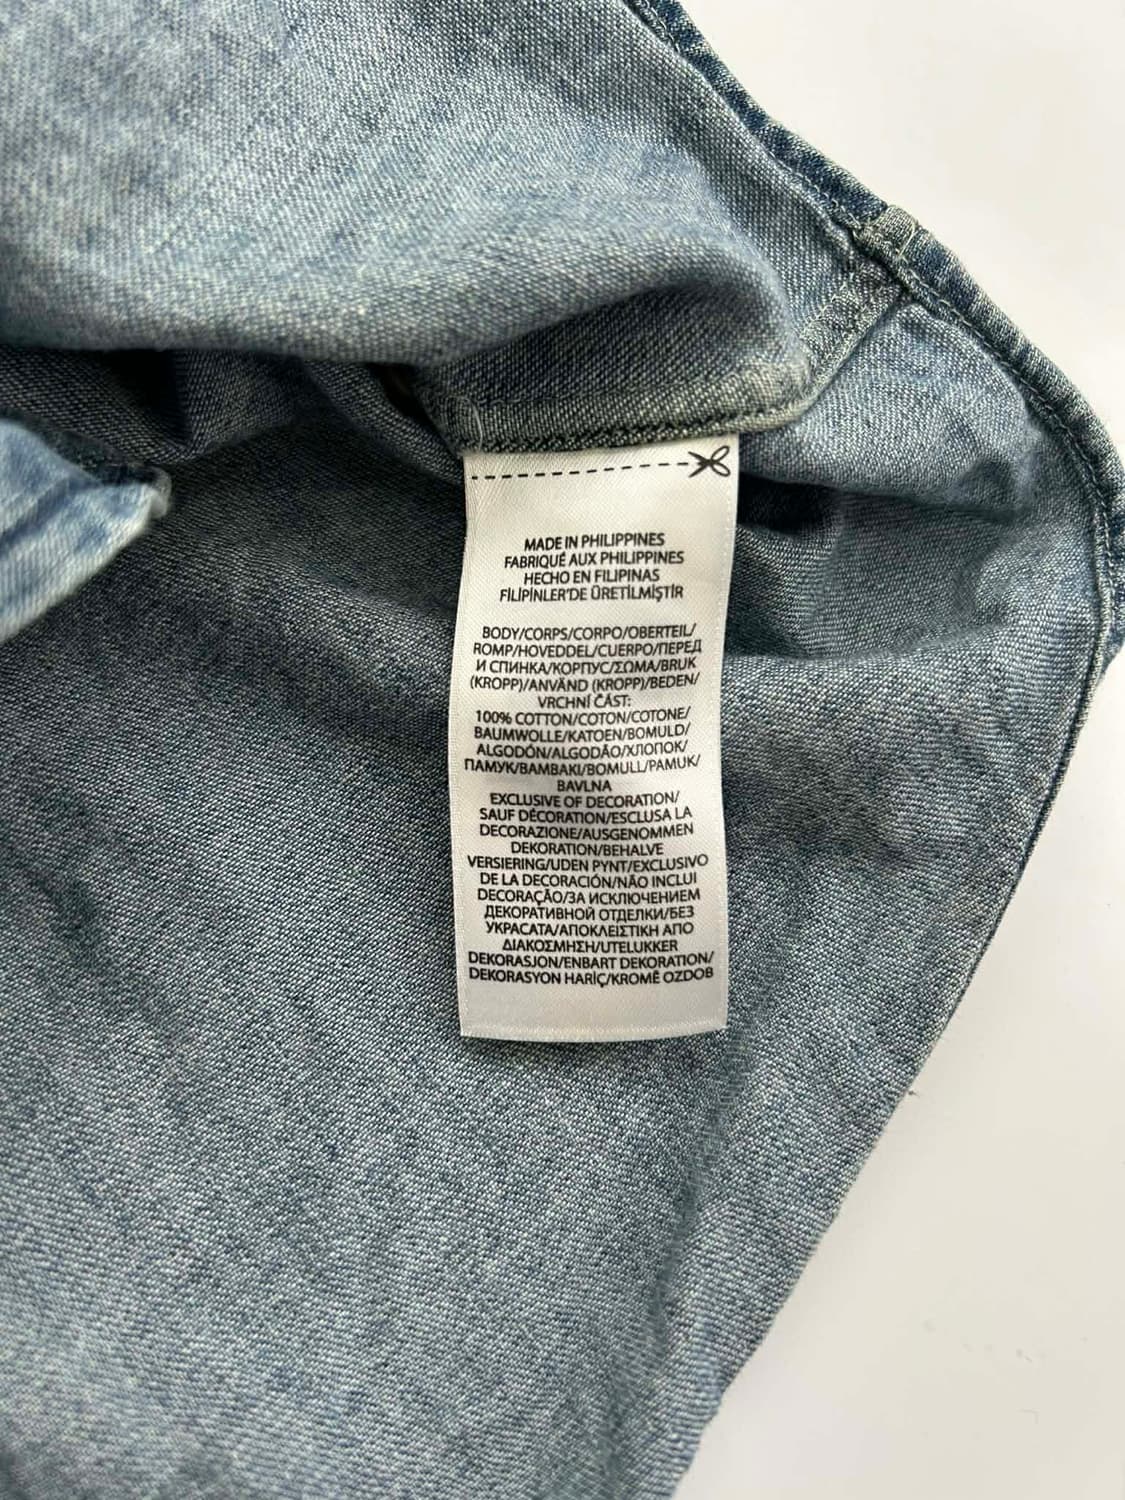 MADE IN PHILIPPINES
FABRIQUÉ AUX PHILIPPINES
HECHO EN FILIPINAS
FİLİPİNLER'DE ÜRETİLMİŞTİR
BODY/CORPS/CORPO/OBERTEIL/
ROMP/HOVEDDEL/CUERPO/ПЕРЕД
И СПИНКА/КОРПУС/ΣΩΜΑ/BRUK
(KROPP)/ANVÄND (KROPP)/BEDEN/
VRCHNÍ ČÁST:
100% COTTON/COTON/COTONE/
BAUMWOLLE/KATOEN/BOMULD/
ALGODÓN/ALGODÃO/ХЛОПОК/
ПАМУК/ΒΑΜΒΑΚΙ/BOMULL/PAMUK/
BAVLNA
EXCLUSIVE OF DECORATION/
SAUF DÉCORATION/ESCLUSA LA
DECORAZIONE/AUSGENOMMEN
DEKORATION/BEHALVE
VERSIERING/UDEN PYNT/EXCLUSIVO
DE LA DECORACIÓN/NÃO INCLUI
DECORAÇÃO/ЗА ИСКЛЮЧЕНИЕМ
ДЕКОРАТИВНОЙ ОТДЕЛКИ/БЕЗ
УКРАСАТА/ΑΠΟΚΛΕΙΣΤΙΚΗ ΑΠΟ
ΔΙΑΚΟΣΜΗΣΗ/UTELUKKER
DEKORASJON/ENBART DEKORATION/
DEKORASYON HARİÇ/KROMĚ OZDOB